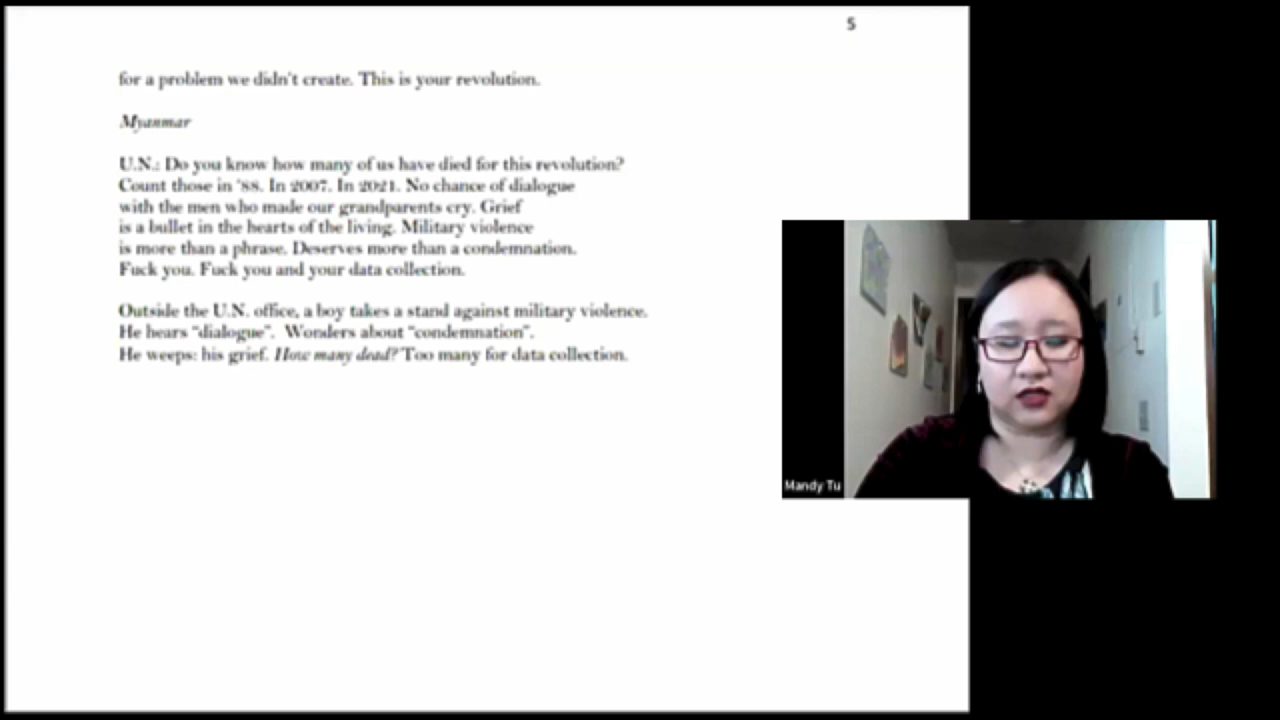 5
for a problem we didn't create. This is your revolution.
Myanmar
U.N.: Do you know how many of us have died for this revolution?
Count those in '88. In 2007. In 2021. No chance of dialogue
with the men who made our grandparents cry. Grief
is a bullet in the hearts of the living. Military violence
is more than a phrase. Deserves more than a condemnation.
Fuck you. Fuck you and your data collection.
Outside the U.N. office, a boy takes a stand against military violence.
He hears "dialogue". Wonders about "condemnation".
He weeps: his grief. How many dead? Too many for data collection.
Mandy Tu